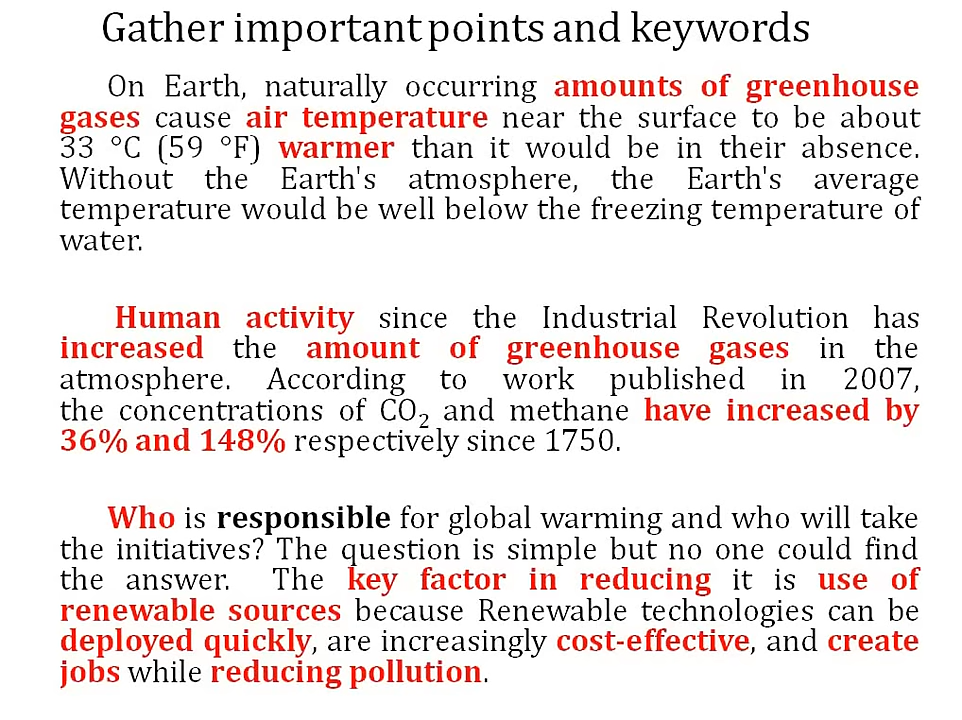 Gather important points and keywords
On Earth, naturally occurring amounts of greenhouse
gases cause air temperature near the surface to be about
33 °C (59 °F) warmer than it would be in their absence.
Without the Earth's atmosphere, the Earth's average
temperature would be well below the freezing temperature of
water.
Human activity since the Industrial Revolution has
increased the amount of greenhouse gases in the
atmosphere. According to work published in 2007,
the concentrations of CO₂ and methane have increased by
36% and 148% respectively since 1750.
Who is responsible for global warming and who will take
the initiatives? The question is simple but no one could find
the answer. The key factor in reducing it is use of
renewable sources because Renewable technologies can be
deployed quickly, are increasingly cost-effective, and create
jobs while reducing pollution.